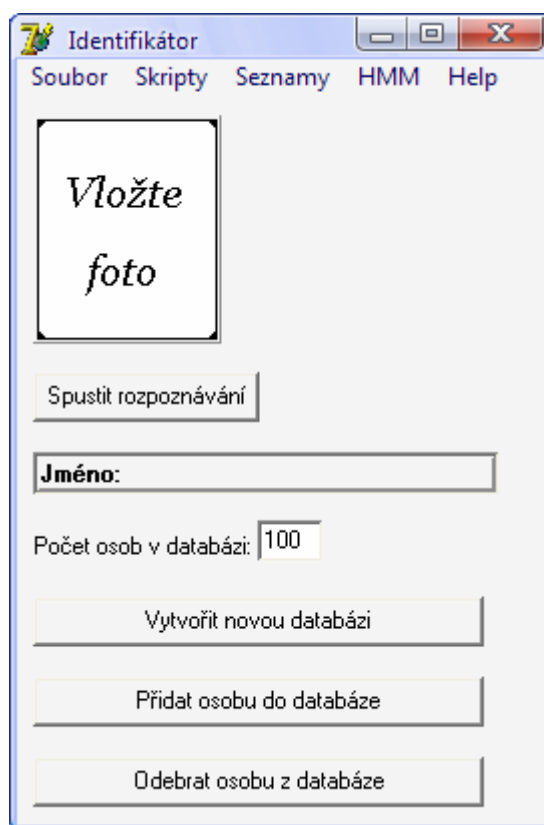 Identifikátor
Soubor Skripty Seznamy HMM Help
Vložte
foto
Spustit rozpoznávání
Jméno:
Počet osob v databázi: 100
Vytvořit novou databázi
Přidat osobu do databáze
Odebrat osobu z databáze